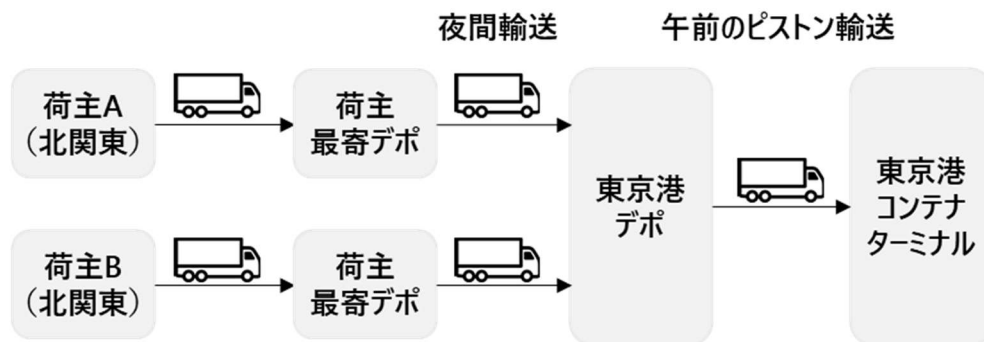 夜間輸送
午前のピストン輸送
荷主A
(北関東)
荷主
最寄デポ
荷主B
(北関東)
荷主
最寄デポ
東京港
デポ
東京港
コンテナ
ターミナル